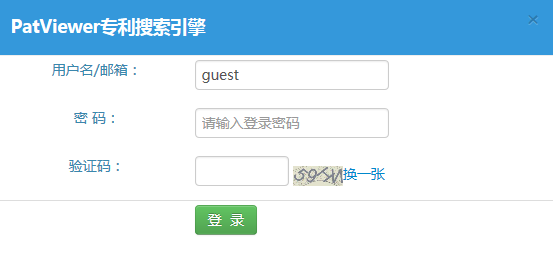 PatViewer专利搜索引擎 ×
用户名/邮箱： guest
密 码： 请输入登录密码
验证码： 换一张
登 录